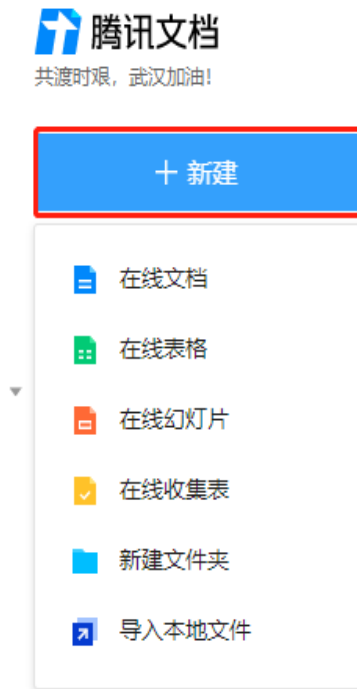 腾讯文档
共渡时艰，武汉加油！
＋新建
在线文档
在线表格
在线幻灯片
在线收集表
新建文件夹
导入本地文件